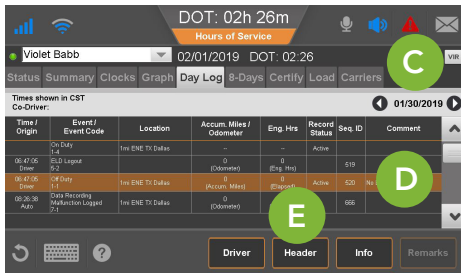 DOT: 02h 26m
Hours of Service
Violet Babb
02/01/2019 DOT: 02:26
VIR
C
Status Summary Clocks Graph Day Log 8-Days Certify Load Carriers
Times shown in CST
Co-Driver:
01/30/2019
Time / Origin Event / Event Code Location Accum. Miles / Odometer Eng. Hrs Record Status Seq. ID Comment
On Duty
1-4
1mi ENE TX Dallas
--
--
Active
06:47:05
Driver
ELD Logout
5-2
1mi ENE TX Dallas
0
(Odometer)
0
(Eng. Hrs)
519
06:47:05
Driver
Off Duty
1-1
1mi ENE TX Dallas
0
(Accum. Miles)
0
(Elapsed)
Active
520
No
D
08:26:38
Auto
Data Recording
Malfunction Logged
7-1
1mi ENE TX Dallas
0
(Odometer)
0
666
E
Driver
Header
Info
Remarks